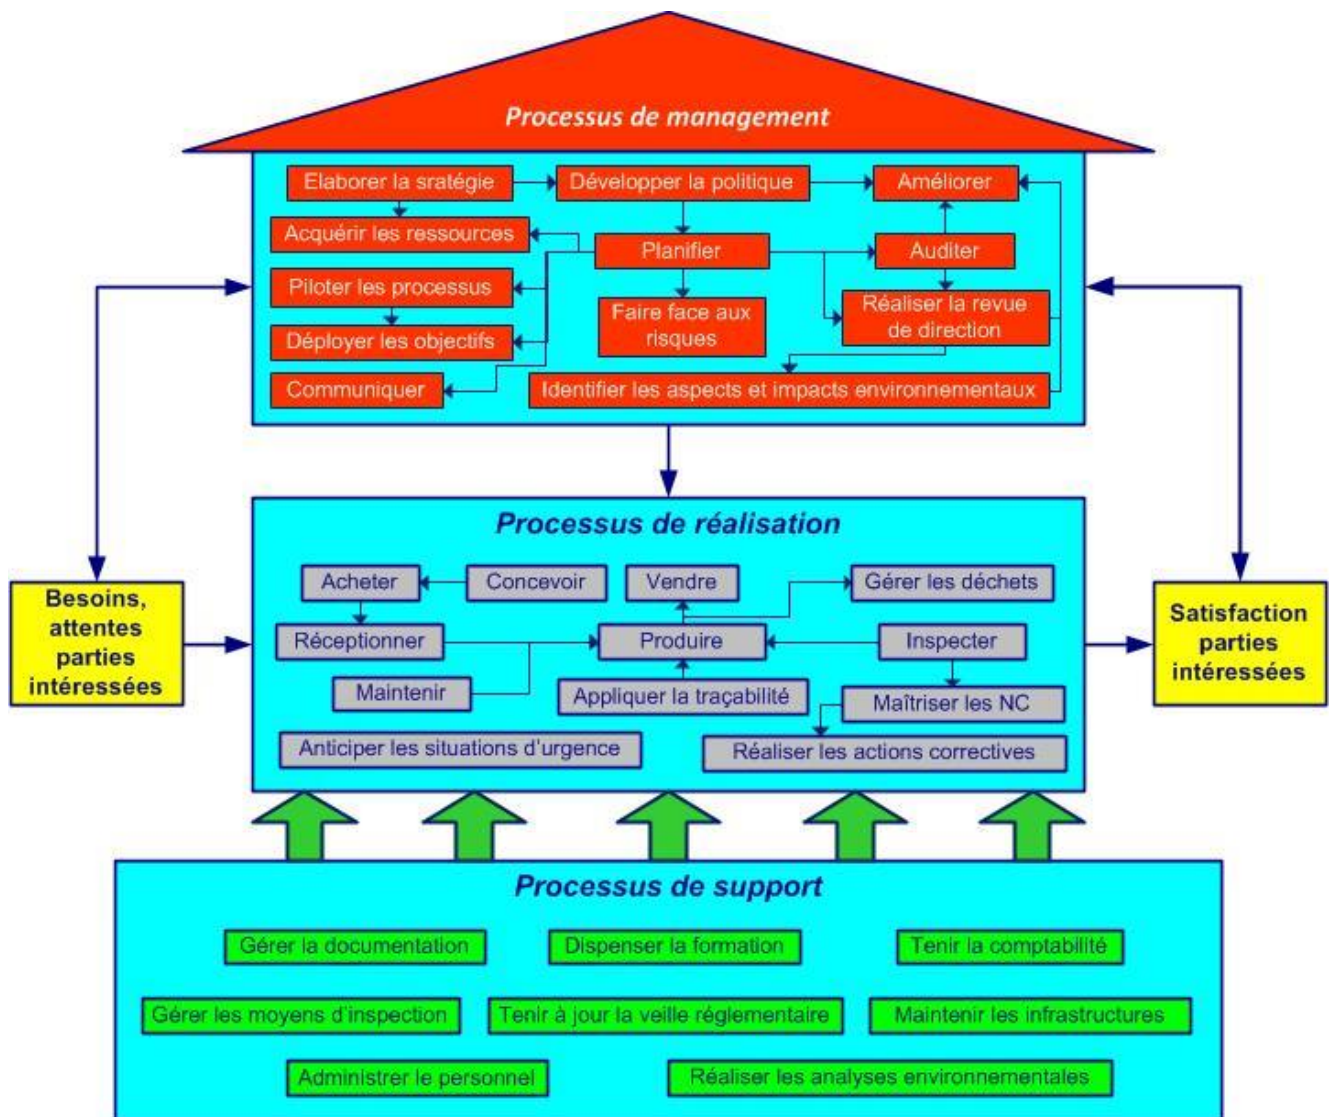 Processus de management
Elaborer la sratégie
Développer la politique
Améliorer
Acquérir les ressources
Planifier
Auditer
Piloter les processus
Faire face aux
risques
Réaliser la revue
de direction
Déployer les objectifs
Communiquer
Identifier les aspects et impacts environnementaux
Processus de réalisation
Besoins,
attentes
parties
intéressées
Acheter
Concevoir
Vendre
Gérer les déchets
Réceptionner
Produire
Inspecter
Maintenir
Appliquer la traçabilité
Maîtriser les NC
Anticiper les situations d'urgence
Réaliser les actions correctives
Satisfaction
parties
intéressées
Processus de support
Gérer la documentation
Dispenser la formation
Tenir la comptabilité
Gérer les moyens d'inspection
Tenir à jour la veille réglementaire
Maintenir les infrastructures
Administrer le personnel
Réaliser les analyses environnementales